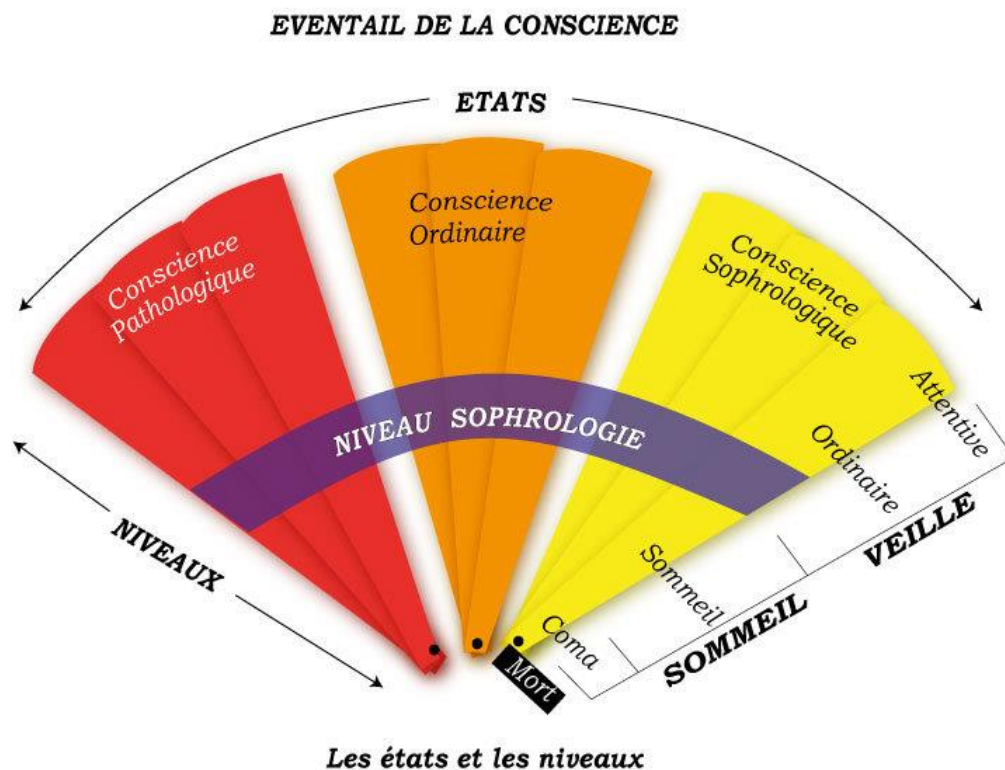 EVENTAIL DE LA CONSCIENCE
ETATS
Conscience
Pathologique
Conscience
Ordinaire
Conscience
Sophrologique
NIVEAU SOPHROLOGIE
NIVEAUX
Attentive
Ordinaire
VEILLE
Sommeil
SOMMEIL
Coma
Mort
Les états et les niveaux